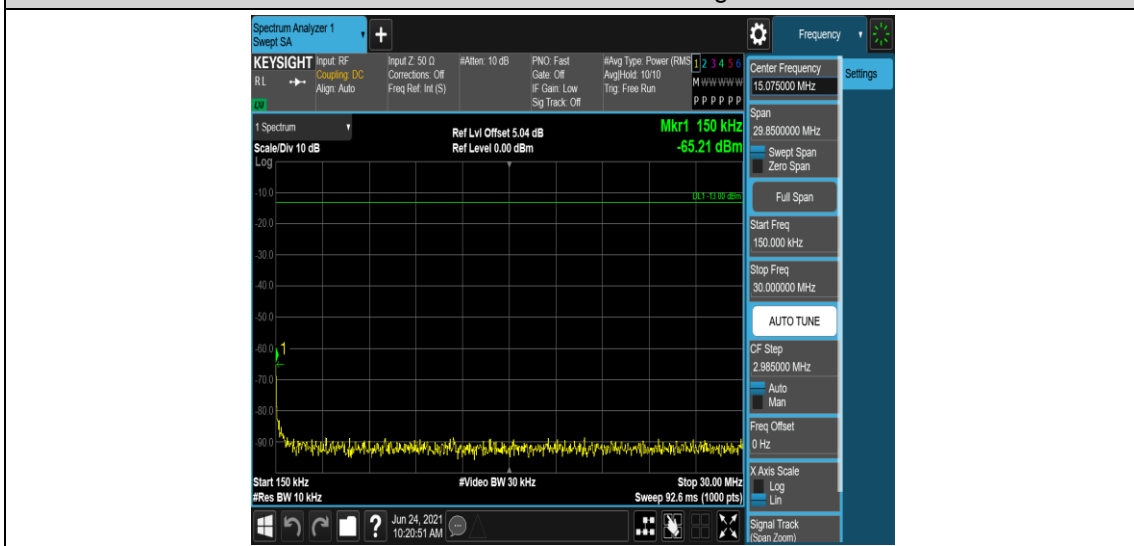 Spectrum Analyzer 1
Swept SA
Frequency
KEYSIGHT
RL
LXI
Input: RF
Coupling: DC
Align: Auto
Input Z: 50 Ω
Corrections: Off
Freq Ref: Int (S)
#Atten: 10 dB
PNO: Fast
Gate: Off
IF Gain: Low
Sig Track: Off
#Avg Type: Power (RMS
Avg|Hold: 10/10
Trig: Free Run
1 2 3 4 5 6
M W W W W W
P P P P P P
1 Spectrum
Scale/Div 10 dB
Log
Ref Lvl Offset 5.04 dB
Ref Level 0.00 dBm
Mkr1 150 kHz
-65.21 dBm
DL1 -13.00 dBm
-10.0
-20.0
-30.0
-40.0
-50.0
-60.0
1
-70.0
-80.0
-90.0
Start 150 kHz
#Res BW 10 kHz
#Video BW 30 kHz
Stop 30.00 MHz
Sweep 92.6 ms (1000 pts)
Jun 24, 2021
10:20:51 AM
Center Frequency
15.075000 MHz
Settings
Span
29.8500000 MHz
Swept Span
Zero Span
Full Span
Start Freq
150.000 kHz
Stop Freq
30.000000 MHz
AUTO TUNE
CF Step
2.985000 MHz
Auto
Man
Freq Offset
0 Hz
X Axis Scale
Log
Lin
Signal Track
(Span Zoom)